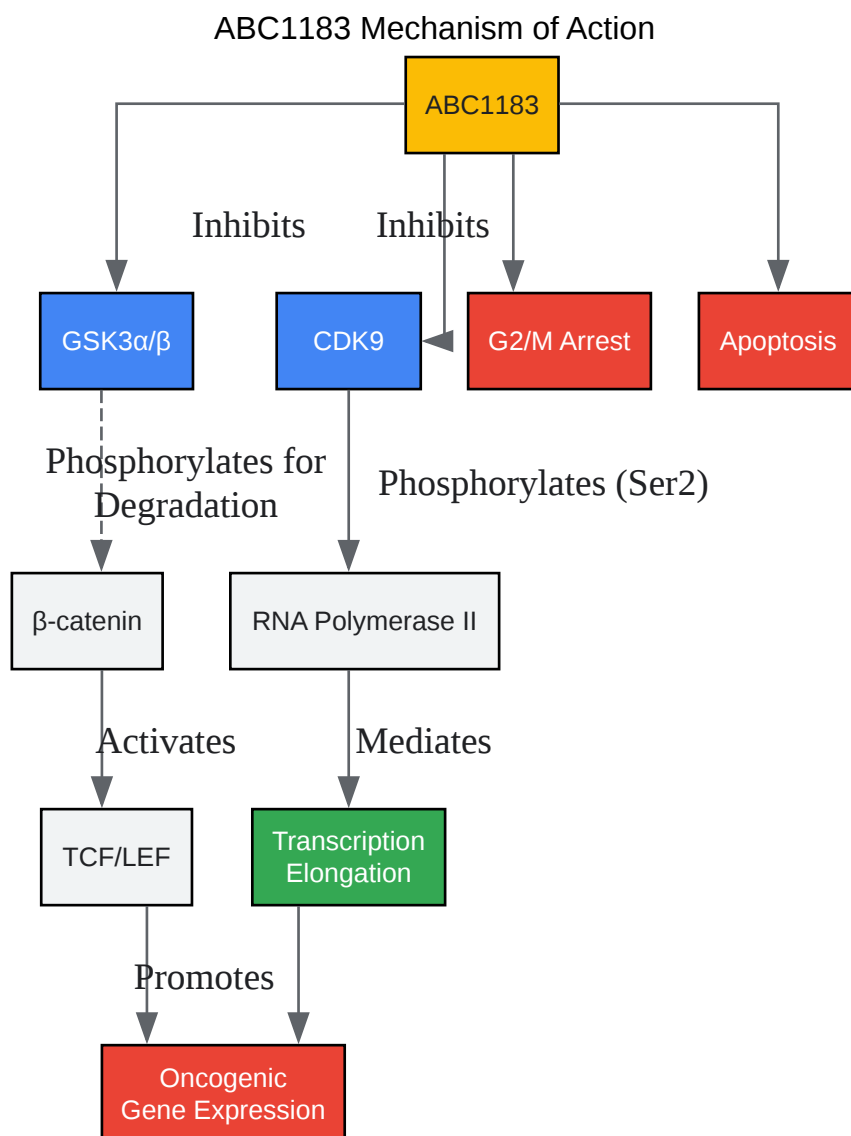 ABC1183 Mechanism of Action
ABC1183
Inhibits
Inhibits
GSK3α/β
CDK9
G2/M Arrest
Apoptosis
Phosphorylates for
Degradation
Phosphorylates (Ser2)
β-catenin
RNA Polymerase II
Activates
Mediates
TCF/LEF
Transcription
Elongation
Promotes
Oncogenic
Gene Expression